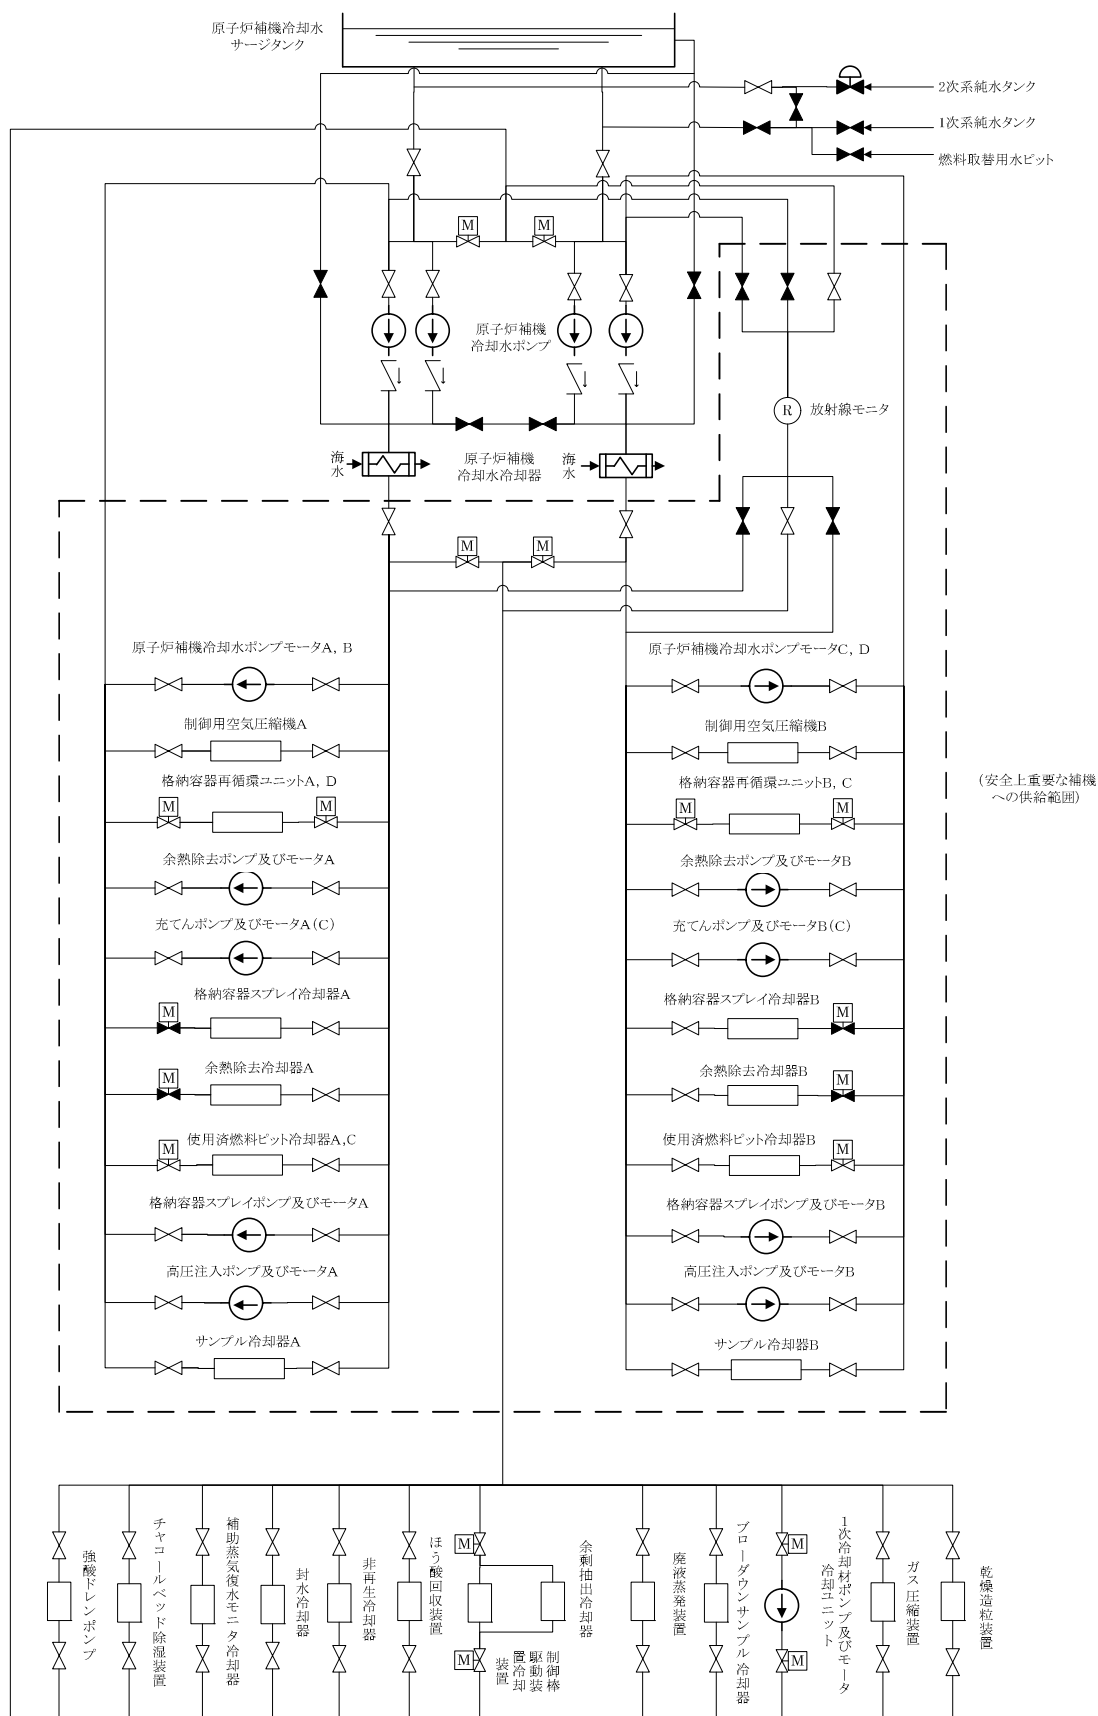 原子炉補機冷却水
サージタンク
2次系純水タンク
1次系純水タンク
燃料取替用水ピット
M
M
原子炉補機
冷却水ポンプ
R
放射線モニタ
海水
原子炉補機
冷却水冷却器
海水
M
M
原子炉補機冷却水ポンプモータA, B
原子炉補機冷却水ポンプモータC, D
制御用空気圧縮機A
制御用空気圧縮機B
(安全上重要な補機
への供給範囲)
格納容器再循環ユニットA, D
格納容器再循環ユニットB, C
M
M
M
M
余熱除去ポンプ及びモータA
余熱除去ポンプ及びモータB
充てんポンプ及びモータA(C)
充てんポンプ及びモータB(C)
格納容器スプレイ冷却器A
格納容器スプレイ冷却器B
M
M
余熱除去冷却器A
余熱除去冷却器B
M
M
使用済燃料ピット冷却器A,C
使用済燃料ピット冷却器B
M
M
格納容器スプレイポンプ及びモータA
格納容器スプレイポンプ及びモータB
高圧注入ポンプ及びモータA
高圧注入ポンプ及びモータB
サンプル冷却器A
サンプル冷却器B
強酸ドレンポンプ
チャコールベッド除湿装置
補助蒸気復水モニタ冷却器
封水冷却器
非再生冷却器
ほう酸回収装置
M
M
制御棒
駆動装
置冷却
装置
余剰抽出冷却器
廃液蒸発装置
ブローダウンサンプル冷却器
M
M
1次冷却材ポンプ及びモータ
冷却ユニット
ガス圧縮装置
乾燥造粒装置